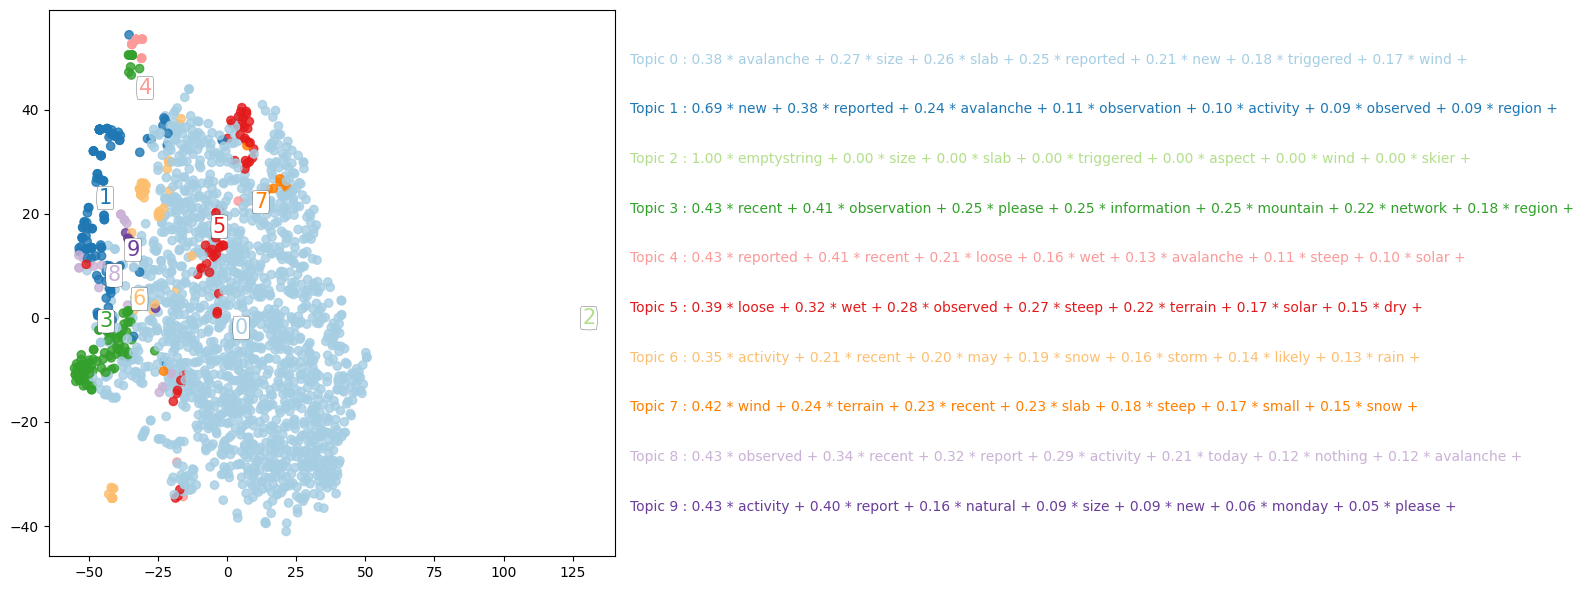 Topic 0 : 0.38 * avalanche + 0.27 * size + 0.26 * slab + 0.25 * reported + 0.21 * new + 0.18 * triggered + 0.17 * wind +
Topic 1 : 0.69 * new + 0.38 * reported + 0.24 * avalanche + 0.11 * observation + 0.10 * activity + 0.09 * observed + 0.09 * region +
Topic 2 : 1.00 * emptystring + 0.00 * size + 0.00 * slab + 0.00 * triggered + 0.00 * aspect + 0.00 * wind + 0.00 * skier +
Topic 3 : 0.43 * recent + 0.41 * observation + 0.25 * please + 0.25 * information + 0.25 * mountain + 0.22 * network + 0.18 * region +
Topic 4 : 0.43 * reported + 0.41 * recent + 0.21 * loose + 0.16 * wet + 0.13 * avalanche + 0.11 * steep + 0.10 * solar +
Topic 5 : 0.39 * loose + 0.32 * wet + 0.28 * observed + 0.27 * steep + 0.22 * terrain + 0.17 * solar + 0.15 * dry +
Topic 6 : 0.35 * activity + 0.21 * recent + 0.20 * may + 0.19 * snow + 0.16 * storm + 0.14 * likely + 0.13 * rain +
Topic 7 : 0.42 * wind + 0.24 * terrain + 0.23 * recent + 0.23 * slab + 0.18 * steep + 0.17 * small + 0.15 * snow +
Topic 8 : 0.43 * observed + 0.34 * recent + 0.32 * report + 0.29 * activity + 0.21 * today + 0.12 * nothing + 0.12 * avalanche +
Topic 9 : 0.43 * activity + 0.40 * report + 0.16 * natural + 0.09 * size + 0.09 * new + 0.06 * monday + 0.05 * please +
40
20
0
−20
−40
−50
−25
0
25
50
75
100
125
4
1
7
5
9
8
6
3
0
2